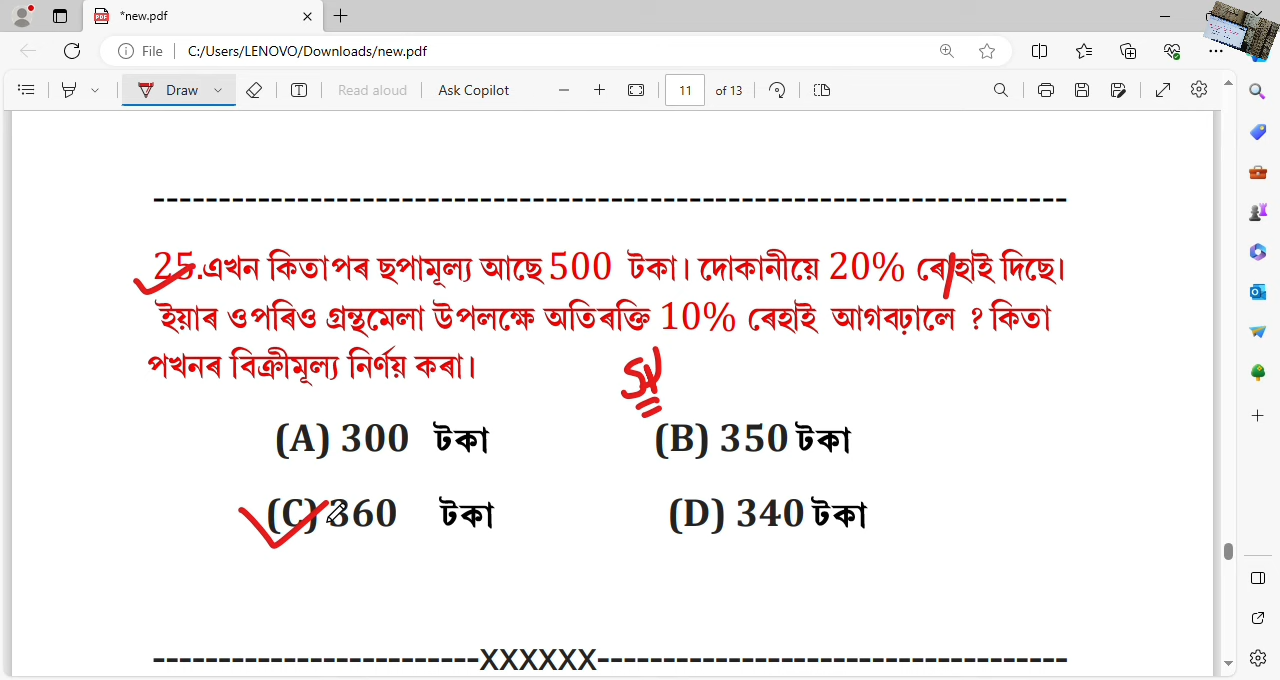 *new.pdf
File
C:/Users/LENOVO/Downloads/new.pdf
Draw
Read aloud
Ask Copilot
11 of 13
-----------------------------------------------------------------------
25.এখন কিতাপৰ ছপামূল্য আছে 500 টকা। দোকানীয়ে 20% ৰেহাই দিছে।
ইয়াৰ ওপৰিও গ্ৰন্থমেলা উপলক্ষে অতিৰক্তি 10% ৰেহাই আগবঢ়ালে ? কিতা
পখনৰ বিক্ৰীমূল্য নিৰ্ণয় কৰা।
(A) 300 টকা (B) 350 টকা
(C) 360 টকা (D) 340 টকা
-------------------------XXXXXX------------------------------------